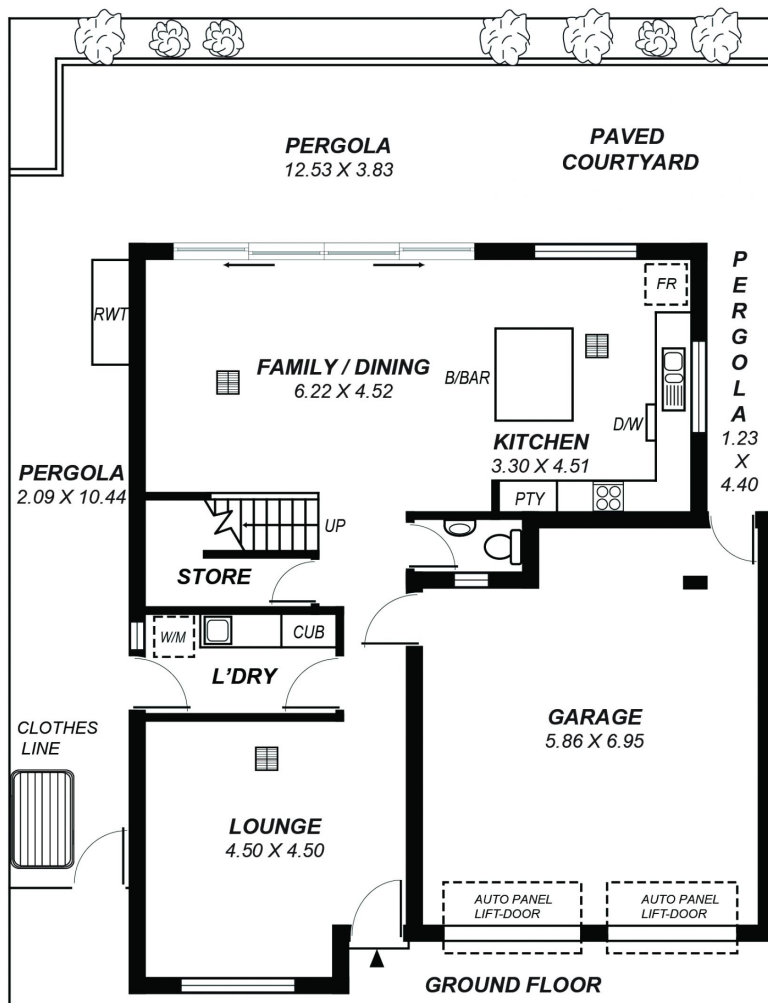 PERGOLA
12.53 X 3.83
PAVED
COURTYARD
P
E
R
G
O
L
A
1.23
X
4.40
RWT
FR
FAMILY / DINING
6.22 X 4.52
B/BAR
D/W
KITCHEN
3.30 X 4.51
PERGOLA
2.09 X 10.44
PTY
UP
STORE
W/M
CUB
L'DRY
GARAGE
5.86 X 6.95
CLOTHES
LINE
LOUNGE
4.50 X 4.50
AUTO PANEL
LIFT-DOOR
AUTO PANEL
LIFT-DOOR
GROUND FLOOR